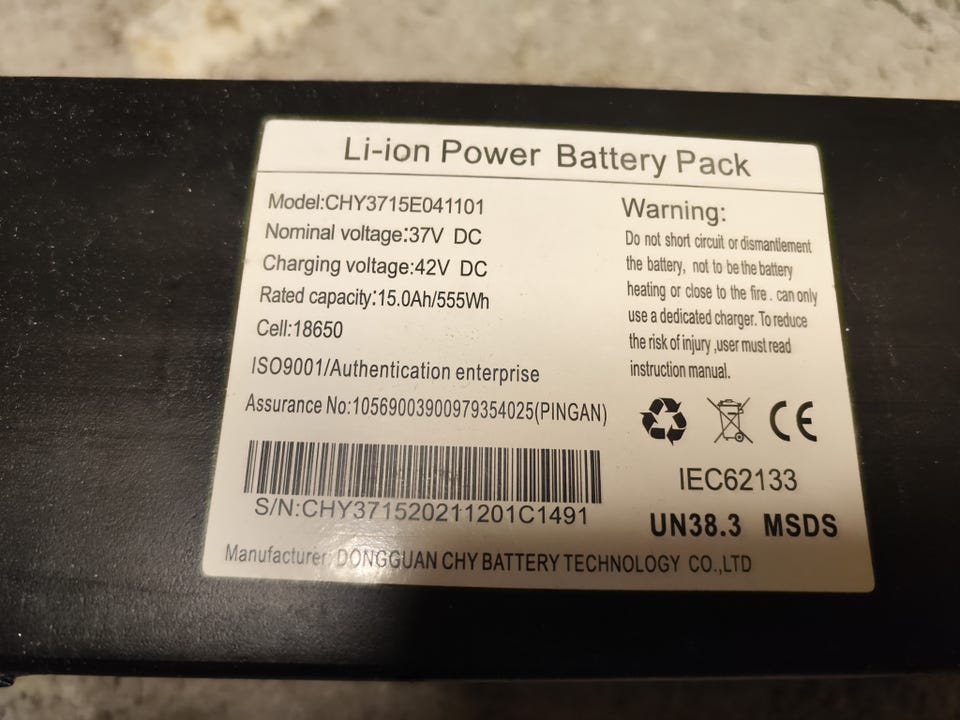 Li-ion Power Battery Pack
Model:CHY3715E041101
Nominal voltage:37V DC
Charging voltage:42V DC
Rated capacity:15.0Ah/555Wh
Cell:18650
ISO9001/Authentication enterprise
Assurance No:10569003900979354025(PINGAN)
S/N:CHY371520211201C1491
Manufacturer: DONGGUAN CHY BATTERY TECHNOLOGY CO.,LTD
Warning:
Do not short circuit or dismantlement
the battery, not to be the battery
heating or close to the fire . can only
use a dedicated charger. To reduce
the risk of injury ,user must read
instruction manual.
CE
IEC62133
UN38.3 MSDS